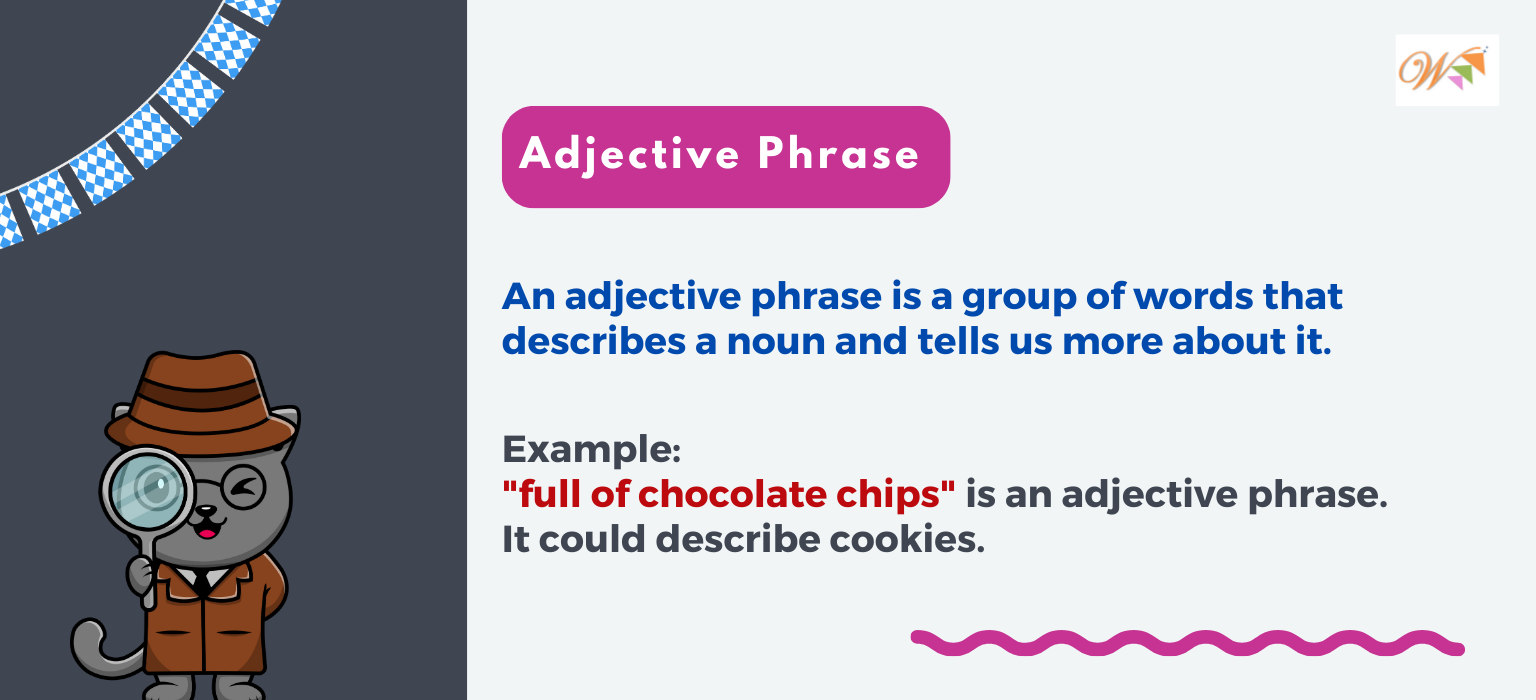 W
Adjective Phrase
An adjective phrase is a group of words that
describes a noun and tells us more about it.
Example:
"full of chocolate chips" is an adjective phrase.
It could describe cookies.